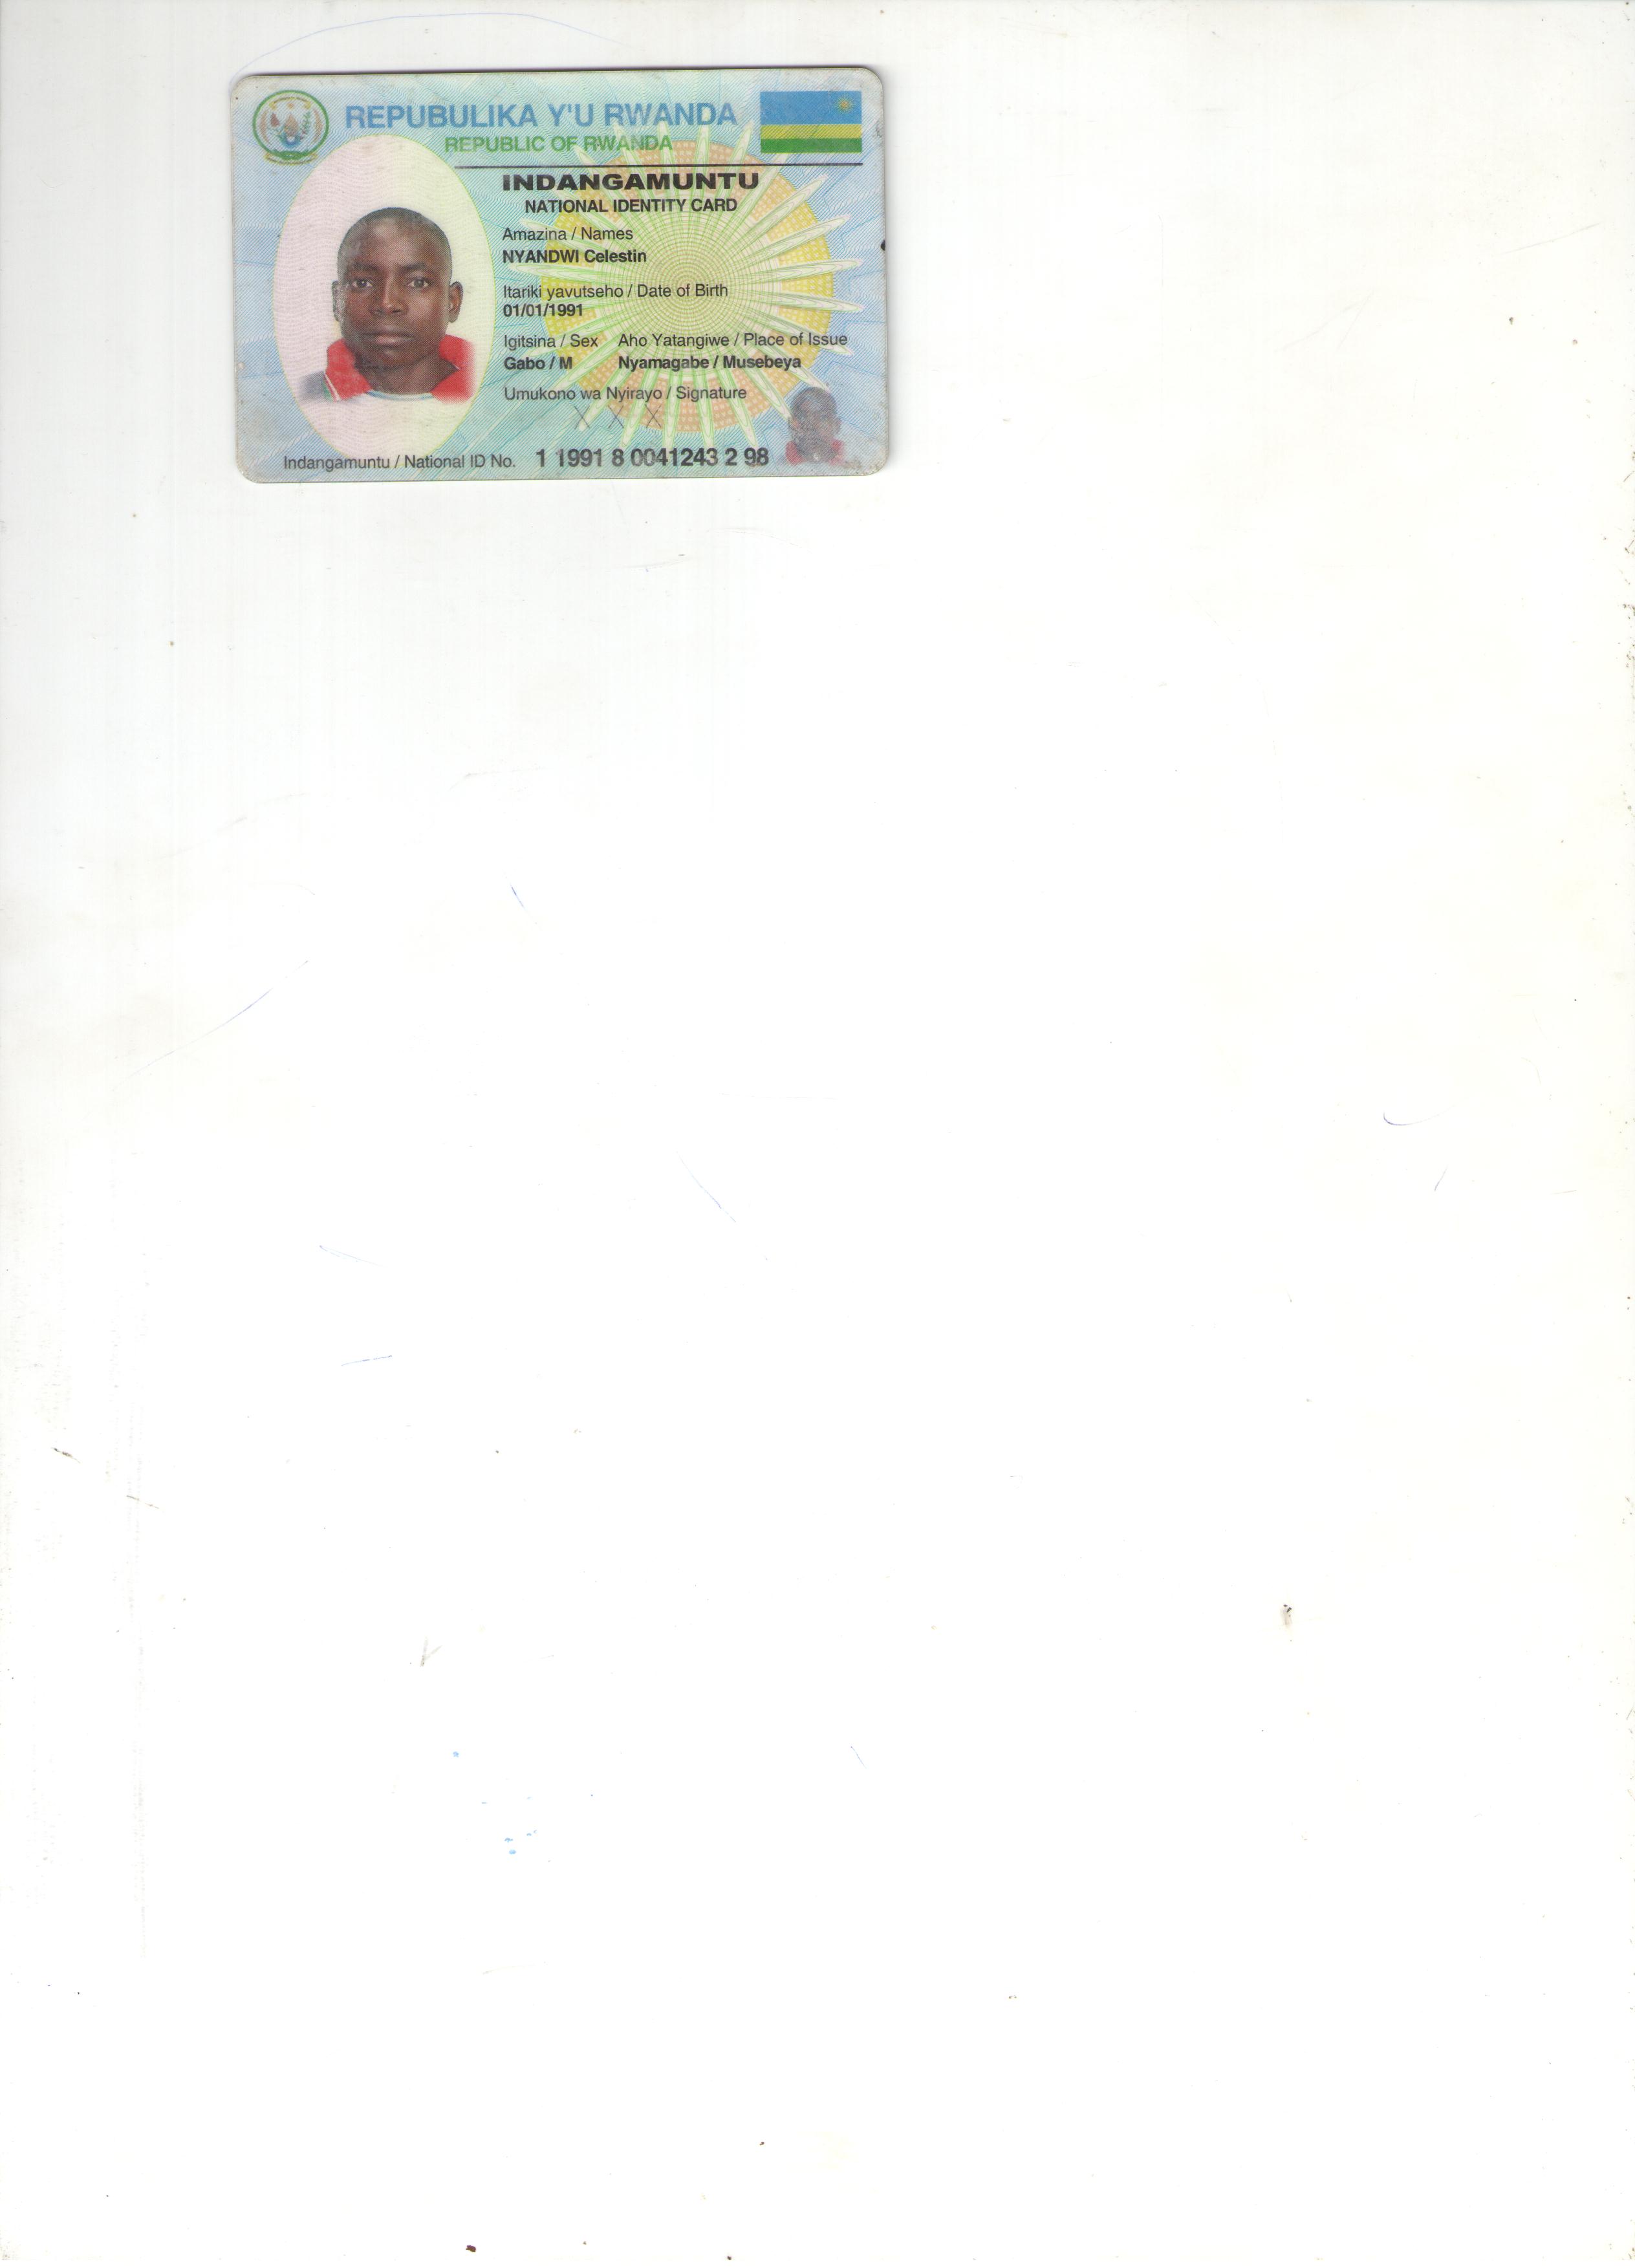 REPUBULIKA Y'U RWANDA
REPUBLIC OF RWANDA
INDANGAMUNTU
NATIONAL IDENTITY CARD
Amazina / Names
NYANDWI Celestin
Itariki yavutseho / Date of Birth
01/01/1991
Igitsina / Sex Aho Yatangiwe / Place of Issue
Gabo / M Nyamagabe / Musebeya
Umukono wa Nyirayo / Signature
X X X
Indangamuntu / National ID No. 1 1991 8 0041243 2 98